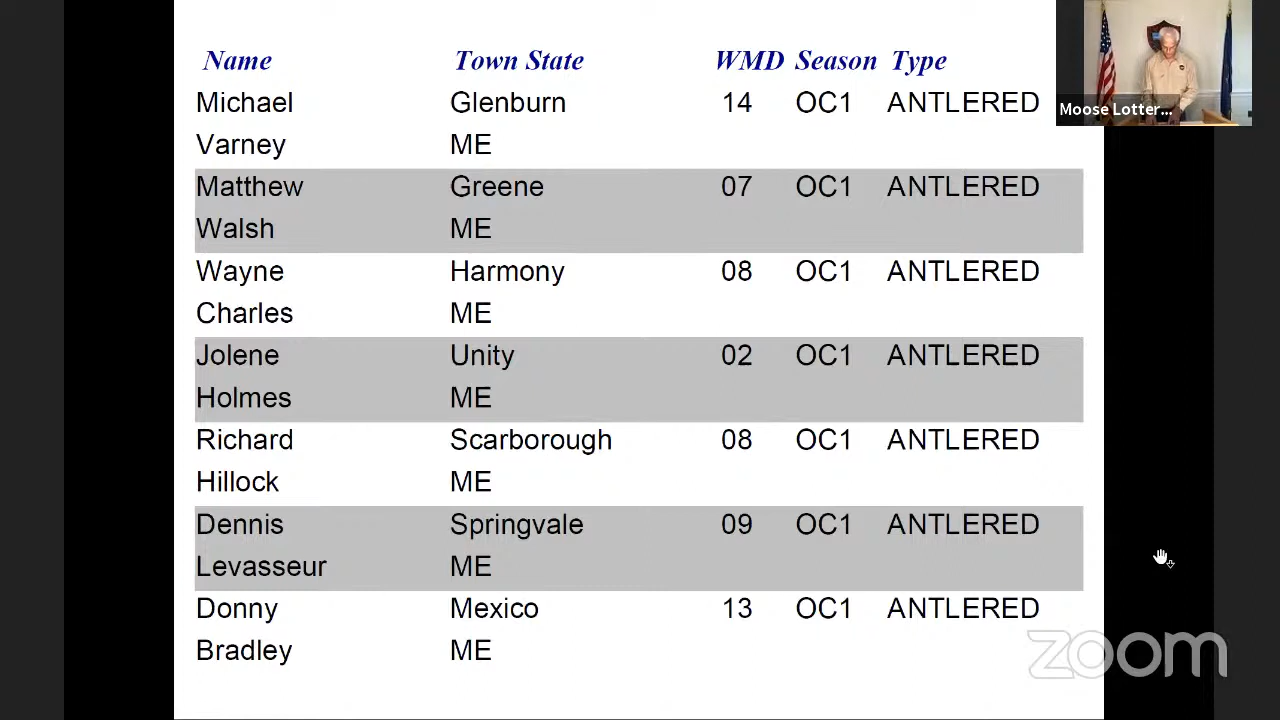 Name Town State WMD Season Type
Michael Glenburn 14 OC1 ANTLERED
Varney ME
Matthew Greene 07 OC1 ANTLERED
Walsh ME
Wayne Harmony 08 OC1 ANTLERED
Charles ME
Jolene Unity 02 OC1 ANTLERED
Holmes ME
Richard Scarborough 08 OC1 ANTLERED
Hillock ME
Dennis Springvale 09 OC1 ANTLERED
Levasseur ME
Donny Mexico 13 OC1 ANTLERED
Bradley ME
Moose Lotter...
zoom